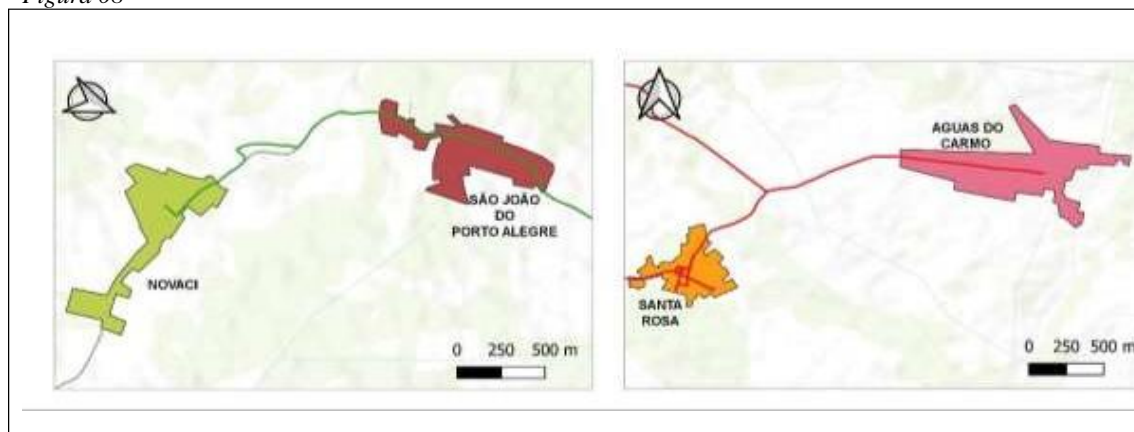 Figura 08
NOVACI
SÃO JOÃO
DO
PORTO ALEGRE
0 250 500 m
AGUAS DO
CARMO
SANTA
ROSA
0 250 500 m